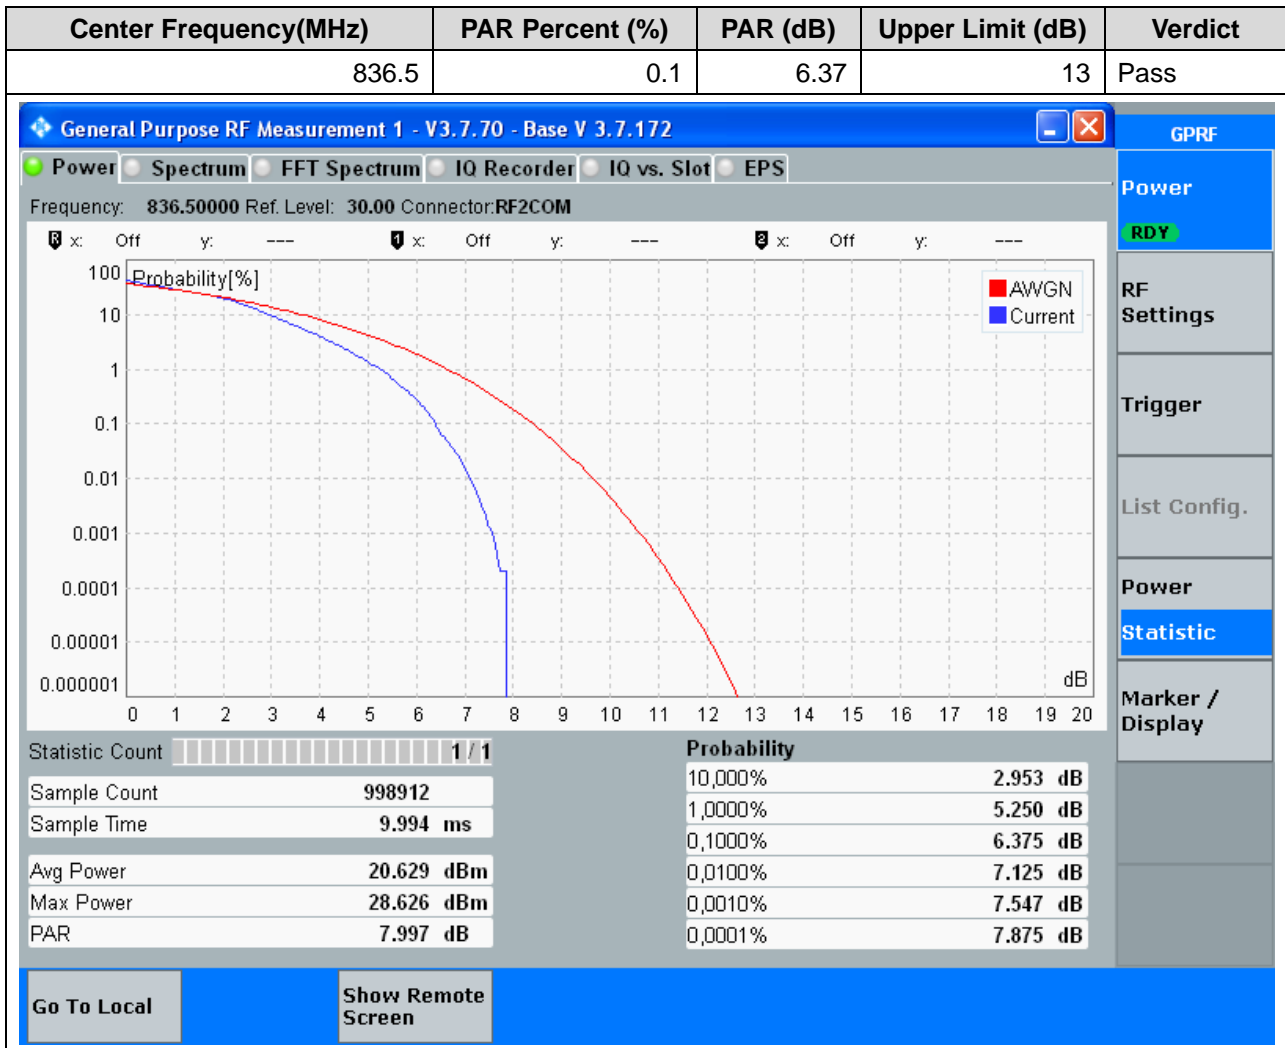 Center Frequency(MHz) PAR Percent (%) PAR (dB) Upper Limit (dB) Verdict
836.5 0.1 6.37 13 Pass
General Purpose RF Measurement 1 - V3.7.70 - Base V 3.7.172
GPRF
Power Spectrum FFT Spectrum IQ Recorder IQ vs. Slot EPS
Power
RDY
Frequency: 836.50000 Ref. Level: 30.00 Connector:RF2COM
R x: Off y: --- 1 x: Off y: --- 2 x: Off y: ---
Probability[%]
AWGN
Current
100
10
1
0.1
0.01
0.001
0.0001
0.00001
0.000001
dB
0 1 2 3 4 5 6 7 8 9 10 11 12 13 14 15 16 17 18 19 20
RF
Settings
Trigger
List Config.
Power
Statistic
Marker /
Display
Statistic Count 1 / 1
Sample Count 998912
Sample Time 9.994 ms
Avg Power 20.629 dBm
Max Power 28.626 dBm
PAR 7.997 dB
Probability
10,000% 2.953 dB
1,0000% 5.250 dB
0,1000% 6.375 dB
0,0100% 7.125 dB
0,0010% 7.547 dB
0,0001% 7.875 dB
Go To Local
Show Remote
Screen